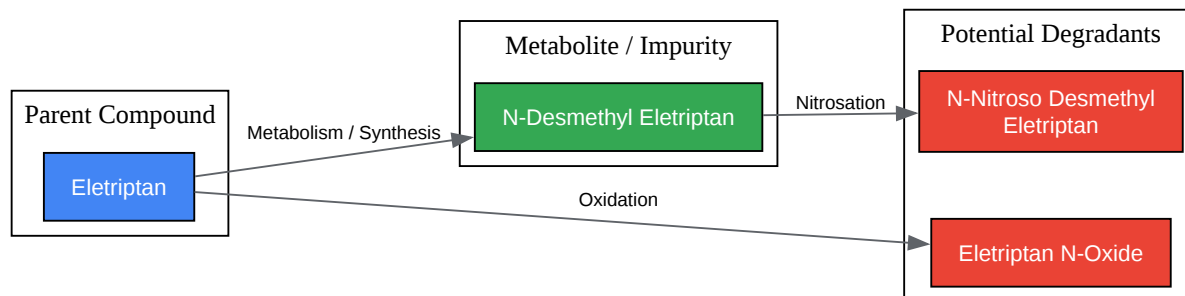 Parent Compound
Eletriptan
Metabolism / Synthesis
Oxidation
Metabolite / Impurity
N-Desmethyl Eletriptan
Nitrosation
Potential Degradants
N-Nitroso Desmethyl
Eletriptan
Eletriptan N-Oxide